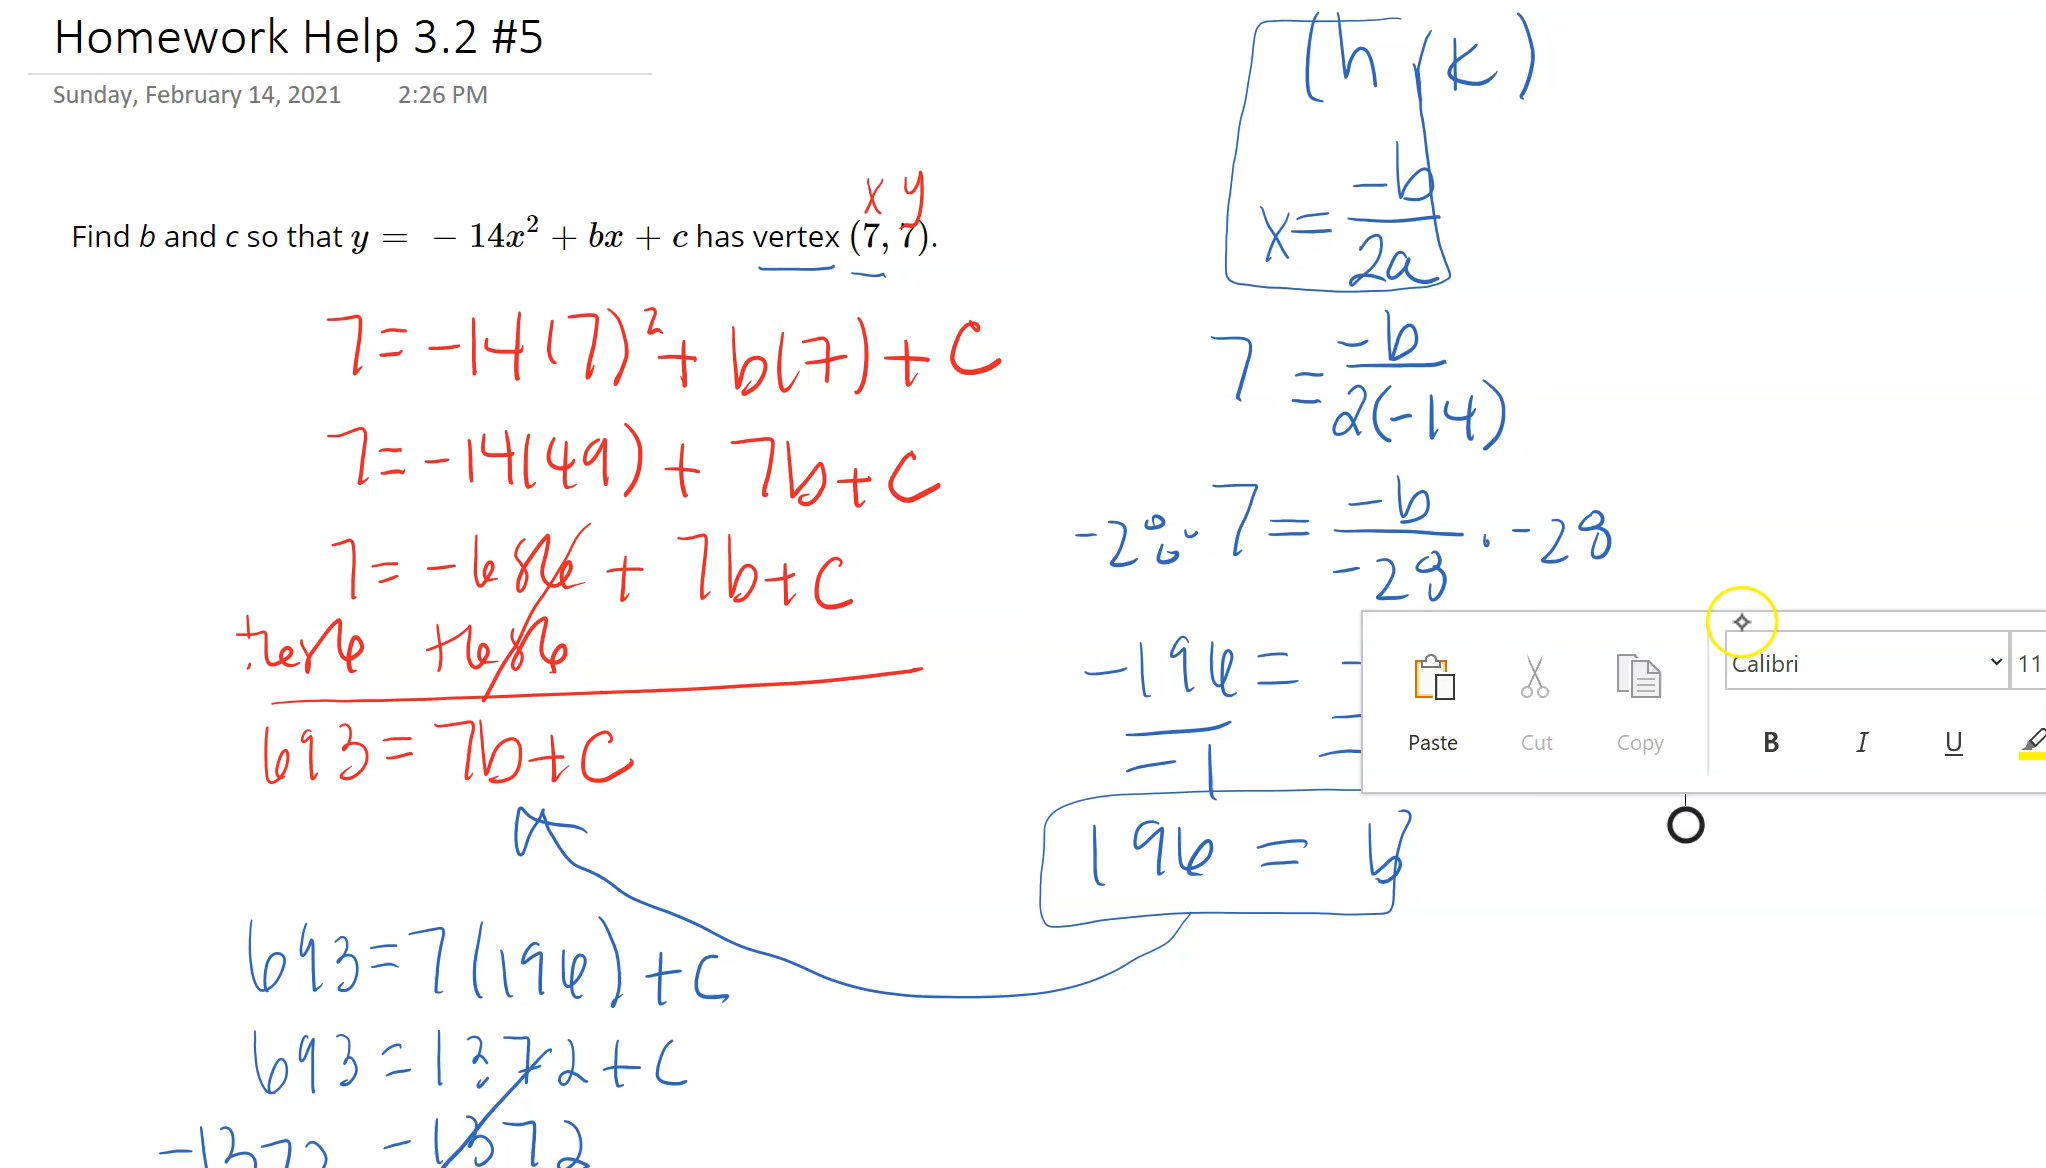 Homework Help 3.2 #5
Sunday, February 14, 2021 2:26 PM
x y
Find b and c so that y = − 14x² + bx + c has vertex (7, 7).
7 = -14(7)² + b(7) + c
7 = -14(49) + 7b + c
7 = -686 + 7b + c
+686 +686
693 = 7b + c
693 = 7(196) + c
693 = 1372 + c
-1372 -1372
(h, k)
x = -b/2a
7 = -b/2(-14)
-28 · 7 = -b/-28 · -28
-196 = -
-1
196 = b
Calibri 11
Paste Cut Copy B I U